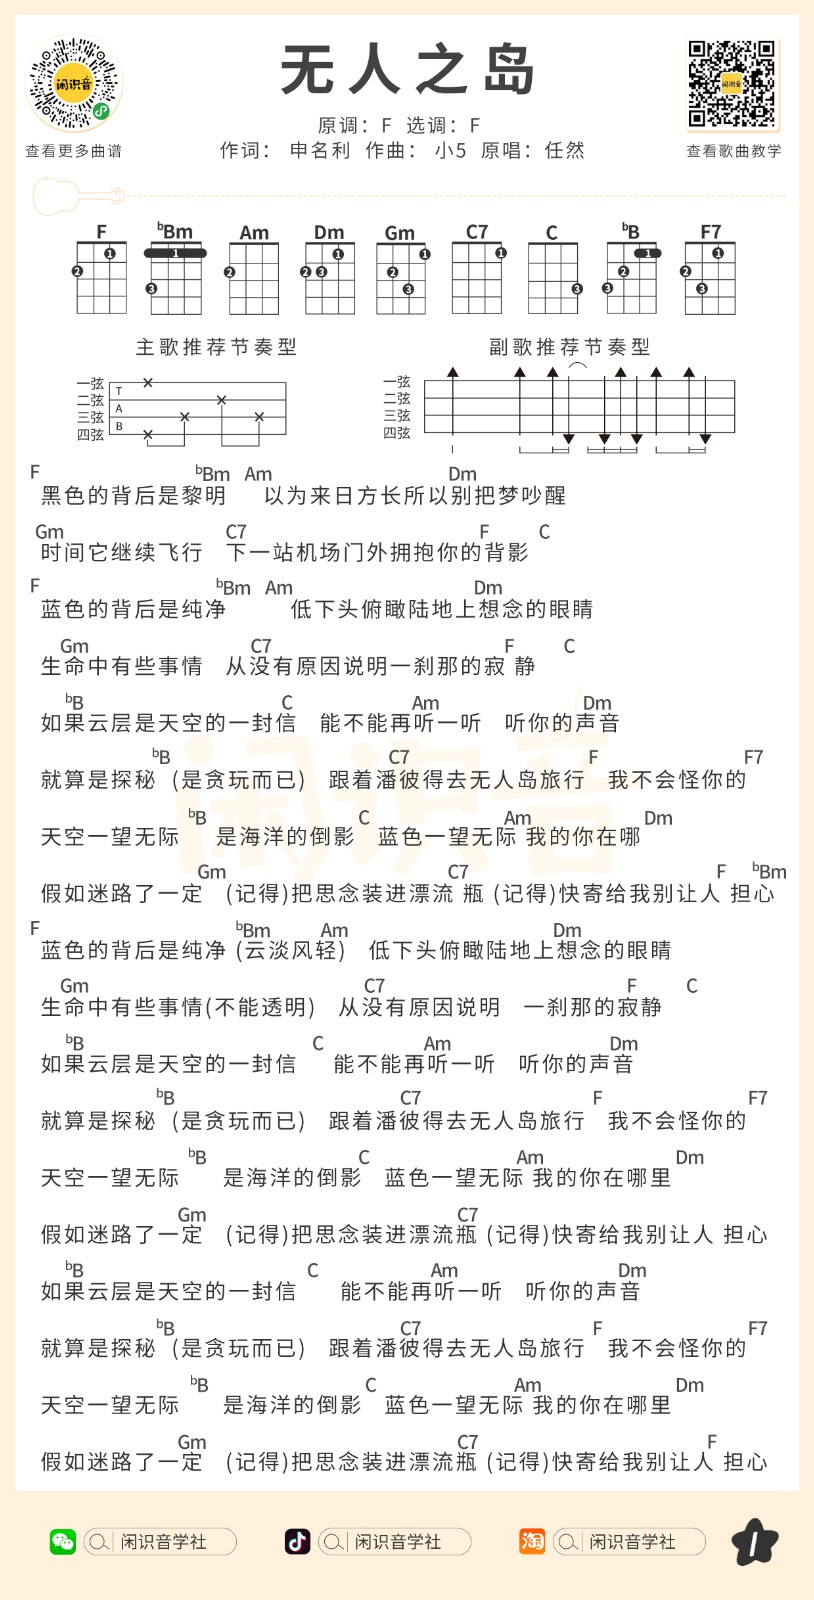 闲识音
查看更多曲谱
无人之岛
原调：F 选调：F
作词： 申名利 作曲： 小5 原唱：任然
闲识音
查看歌曲教学
F ♭Bm Am Dm Gm C7 C ♭B F7
1 2
1 3
2
1 2 3
1 2 3
1
3
1 2 3
1 2 3
主歌推荐节奏型
副歌推荐节奏型
一弦
二弦
三弦
四弦
T
A
B
一弦
二弦
三弦
四弦
F ♭Bm Am Dm
黑色的背后是黎明 以为来日方长所以别把梦吵醒
Gm C7 F C
时间它继续飞行 下一站机场门外拥抱你的背影
F ♭Bm Am Dm
蓝色的背后是纯净 低下头俯瞰陆地上想念的眼睛
Gm C7 F C
生命中有些事情 从没有原因说明一刹那的寂 静
♭B C Am Dm
如果云层是天空的一封信 能不能再听一听 听你的声音
♭B C7 F F7
就算是探秘 (是贪玩而已) 跟着潘彼得去无人岛旅行 我不会怪你的
♭B C Am Dm
天空一望无际 是海洋的倒影 蓝色一望无际 我的你在哪
Gm C7 F ♭Bm
假如迷路了一定 (记得)把思念装进漂流 瓶 (记得)快寄给我别让人 担心
F ♭Bm Am Dm
蓝色的背后是纯净 (云淡风轻) 低下头俯瞰陆地上想念的眼睛
Gm C7 F C
生命中有些事情(不能透明) 从没有原因说明 一刹那的寂静
♭B C Am Dm
如果云层是天空的一封信 能不能再听一听 听你的声音
♭B C7 F F7
就算是探秘 (是贪玩而已) 跟着潘彼得去无人岛旅行 我不会怪你的
♭B C Am Dm
天空一望无际 是海洋的倒影 蓝色一望无际 我的你在哪里
Gm C7
假如迷路了一定 (记得)把思念装进漂流瓶 (记得)快寄给我别让人 担心
♭B C Am Dm
如果云层是天空的一封信 能不能再听一听 听你的声音
♭B C7 F F7
就算是探秘 (是贪玩而已) 跟着潘彼得去无人岛旅行 我不会怪你的
♭B C Am Dm
天空一望无际 是海洋的倒影 蓝色一望无际 我的你在哪里
Gm C7 F
假如迷路了一定 (记得)把思念装进漂流瓶 (记得)快寄给我别让人 担心
闲识音
闲识音学社
闲识音学社
淘 闲识音学社
1